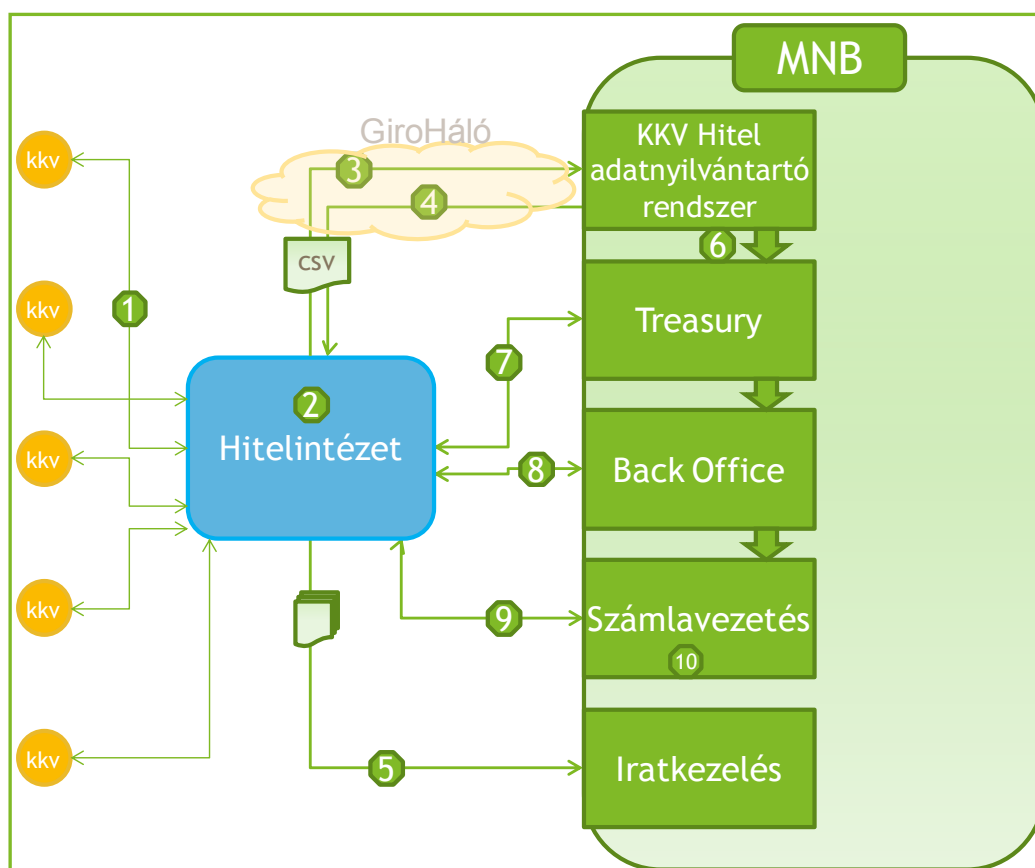 MNB
GiroHáló
kkv
3
KKV Hitel
adatnyilvántartó
rendszer
4
6
CSV
kkv
1
Treasury
7
2
Hitelintézet
kkv
8
Back Office
kkv
9
Számlavezetés
10
kkv
5
Iratkezelés